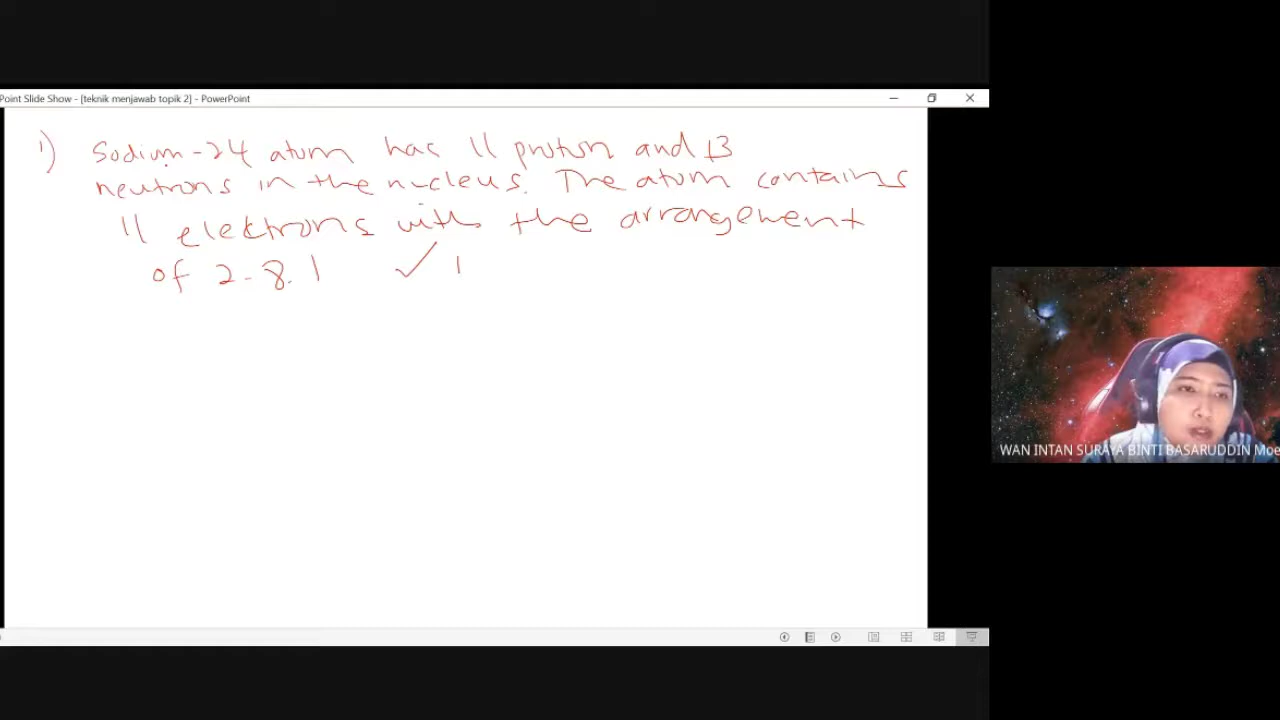 Point Slide Show - [teknik menjawab topik 2] - PowerPoint
1) Sodium-24 atom has 11 proton and 13
neutrons in the nucleus. The atom contains
11 electrons with the arrangement
of 2.8.1 ✓ 1
WAN INTAN SURAYA BINTI BASARUDDIN Moe